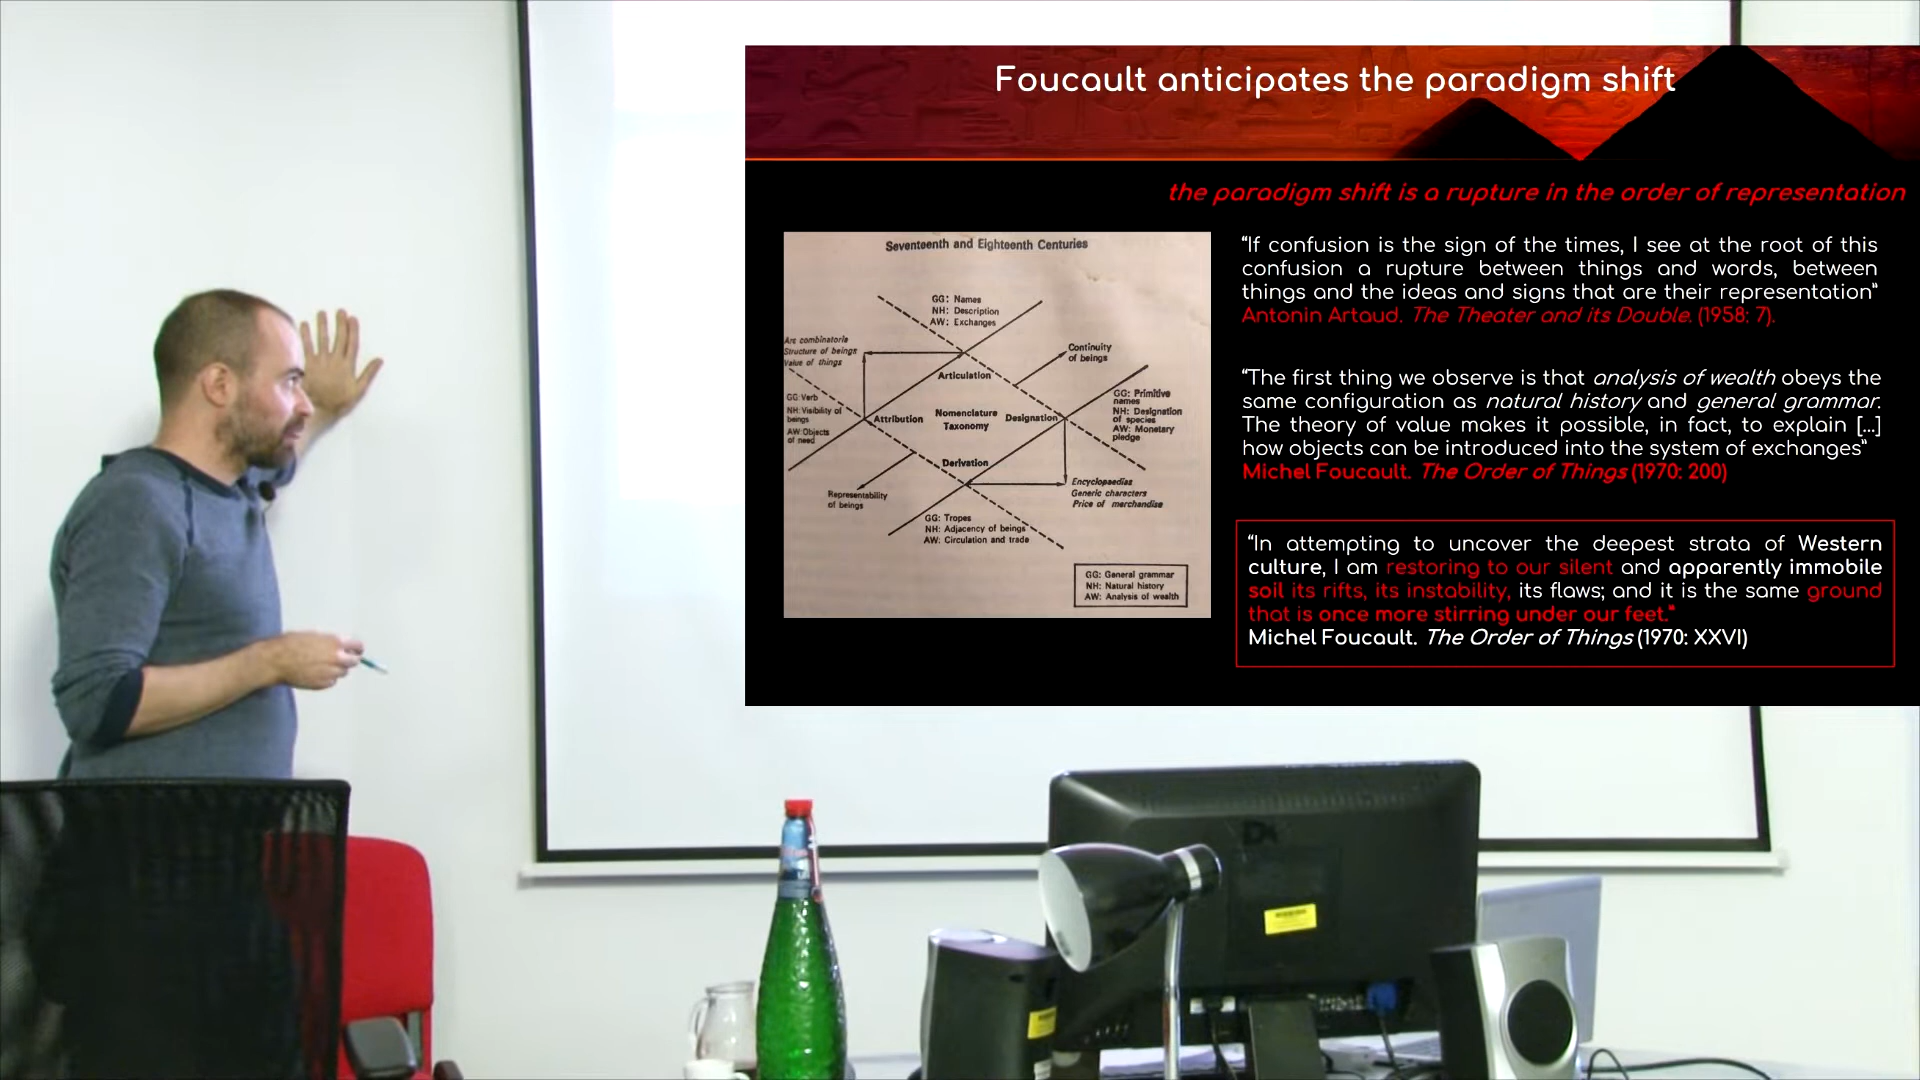 Foucault anticipates the paradigm shift
the paradigm shift is a rupture in the order of representation
Seventeenth and Eighteenth Centuries
GG: Names
NH: Description
AW: Exchanges
Ars combinatoria
Structure of beings
Value of things
Continuity
of beings
Articulation
GG: Verb
NH: Visibility of
beings
AW: Objects
of need
Attribution
Nomenclature
Taxonomy
Designation
GG: Primitive
names
NH: Designation
of species
AW: Monetary
pledge
Derivation
Representability
of beings
Encyclopaedias
Generic characters
Price of merchandise
GG: Tropes
NH: Adjacency of beings
AW: Circulation and trade
GG: General grammar
NH: Natural history
AW: Analysis of wealth
“If confusion is the sign of the times, I see at the root of this
confusion a rupture between things and words, between
things and the ideas and signs that are their representation”
Antonin Artaud. The Theater and its Double. (1958: 7).
“The first thing we observe is that analysis of wealth obeys the
same configuration as natural history and general grammar.
The theory of value makes it possible, in fact, to explain [...]
how objects can be introduced into the system of exchanges”
Michel Foucault. The Order of Things (1970: 200)
“In attempting to uncover the deepest strata of Western
culture, I am restoring to our silent and apparently immobile
soil its rifts, its instability, its flaws; and it is the same ground
that is once more stirring under our feet.”
Michel Foucault. The Order of Things (1970: XXVI)